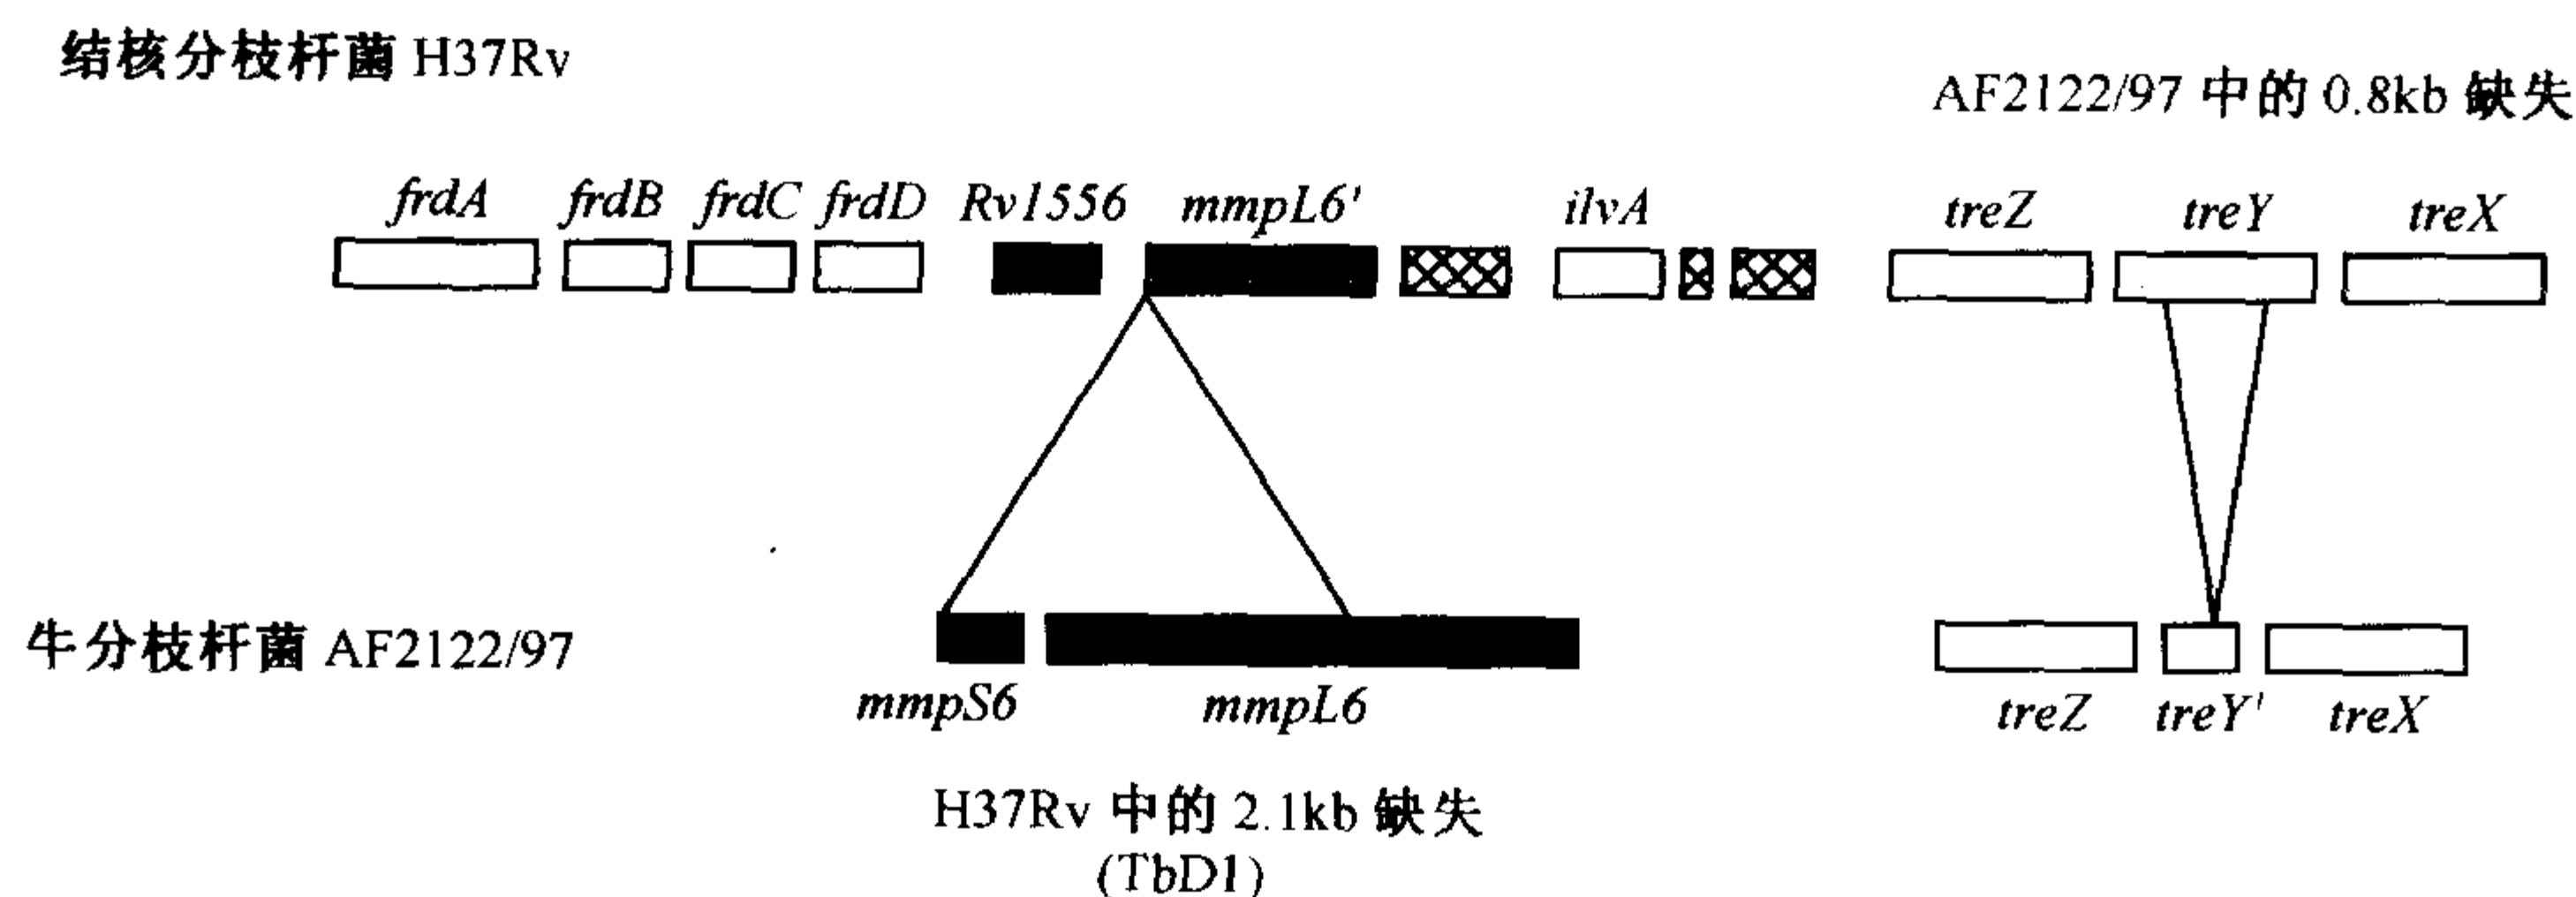 结核分枝杆菌 H37Rv
AF2122/97 中的 0.8kb 缺失
frdA frdB frdC frdD Rv1556 mmpL6' ilvA treZ treY treX
牛分枝杆菌 AF2122/97
mmpS6 mmpL6 treZ treY' treX
H37Rv 中的 2.1kb 缺失
(TbD1)